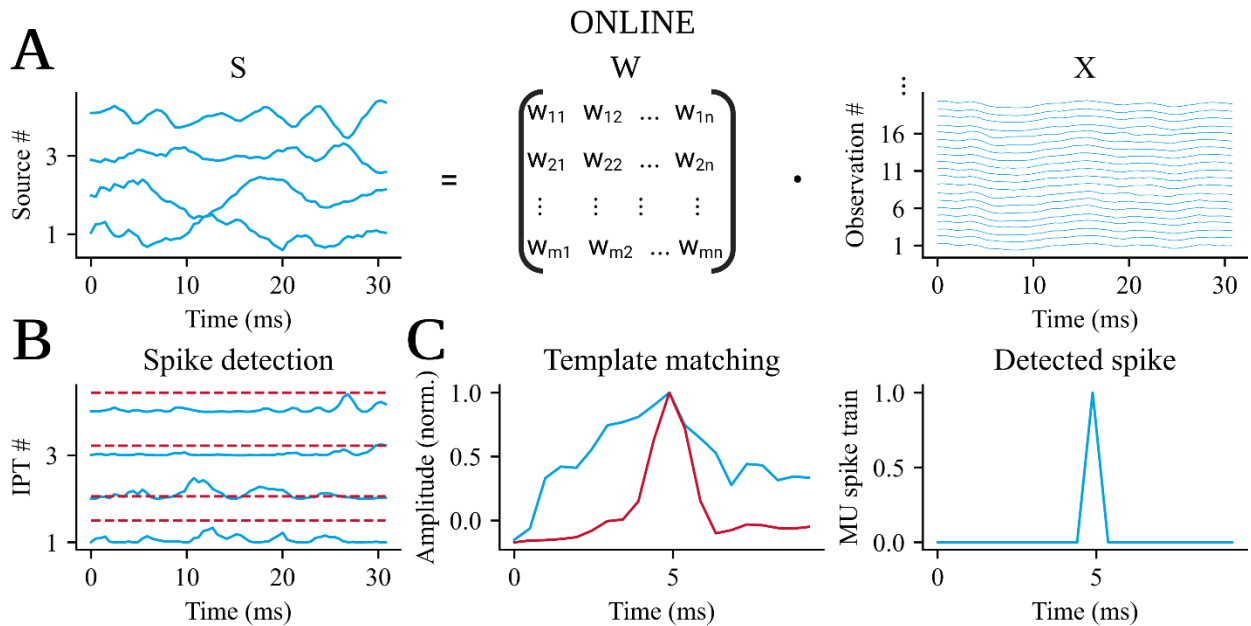 ONLINE
A
S
Source #
3
1
0 10 20 30
Time (ms)
=
W
w11 w12 ... w1n
w21 w22 ... w2n
⋮ ⋮ ⋮ ⋮
wm1 wm2 ... wmn
·
X
⋮
Observation #
16
11
6
1
0 10 20 30
Time (ms)
B
Spike detection
IPT #
3
1
0 10 20 30
Time (ms)
C
Template matching
Amplitude (norm.)
1.0
0.5
0.0
0 5
Time (ms)
Detected spike
MU spike train
1.0
0.5
0.0
0 5
Time (ms)